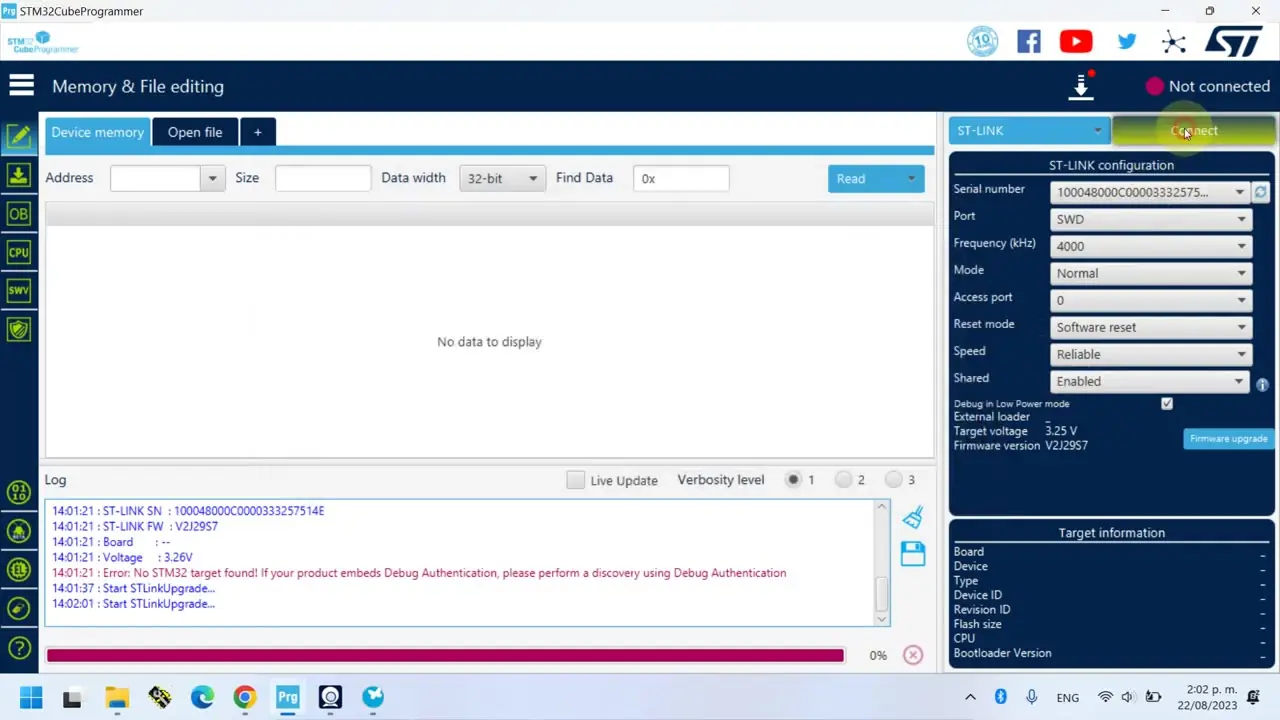 Prg STM32CubeProgrammer
STM32
CubeProgrammer
10
Memory & File editing
Not connected
Device memory
Open file
+
ST-LINK
Connect
Address
Size
Data width
32-bit
Find Data
0x
Read
ST-LINK configuration
Serial number
100048000C00003332575...
Port
SWD
Frequency (kHz)
4000
Mode
Normal
Access port
0
Reset mode
Software reset
Speed
Reliable
Shared
Enabled
Debug in Low Power mode
External loader _
Target voltage 3.25 V
Firmware version V2J29S7
Firmware upgrade
OB
CPU
SWV
No data to display
Log
Live Update
Verbosity level
1
2
3
14:01:21 : ST-LINK SN : 100048000C0000333257514E
14:01:21 : ST-LINK FW : V2J29S7
14:01:21 : Board : --
14:01:21 : Voltage : 3.26V
14:01:21 : Error: No STM32 target found! If your product embeds Debug Authentication, please perform a discovery using Debug Authentication
14:01:37 : Start STLinkUpgrade...
14:02:01 : Start STLinkUpgrade...
0%
Target information
Board _
Device _
Type _
Device ID _
Revision ID _
Flash size _
CPU _
Bootloader Version _
01
10
BETA
EL
?
Prg
ENG
2:02 p. m.
22/08/2023